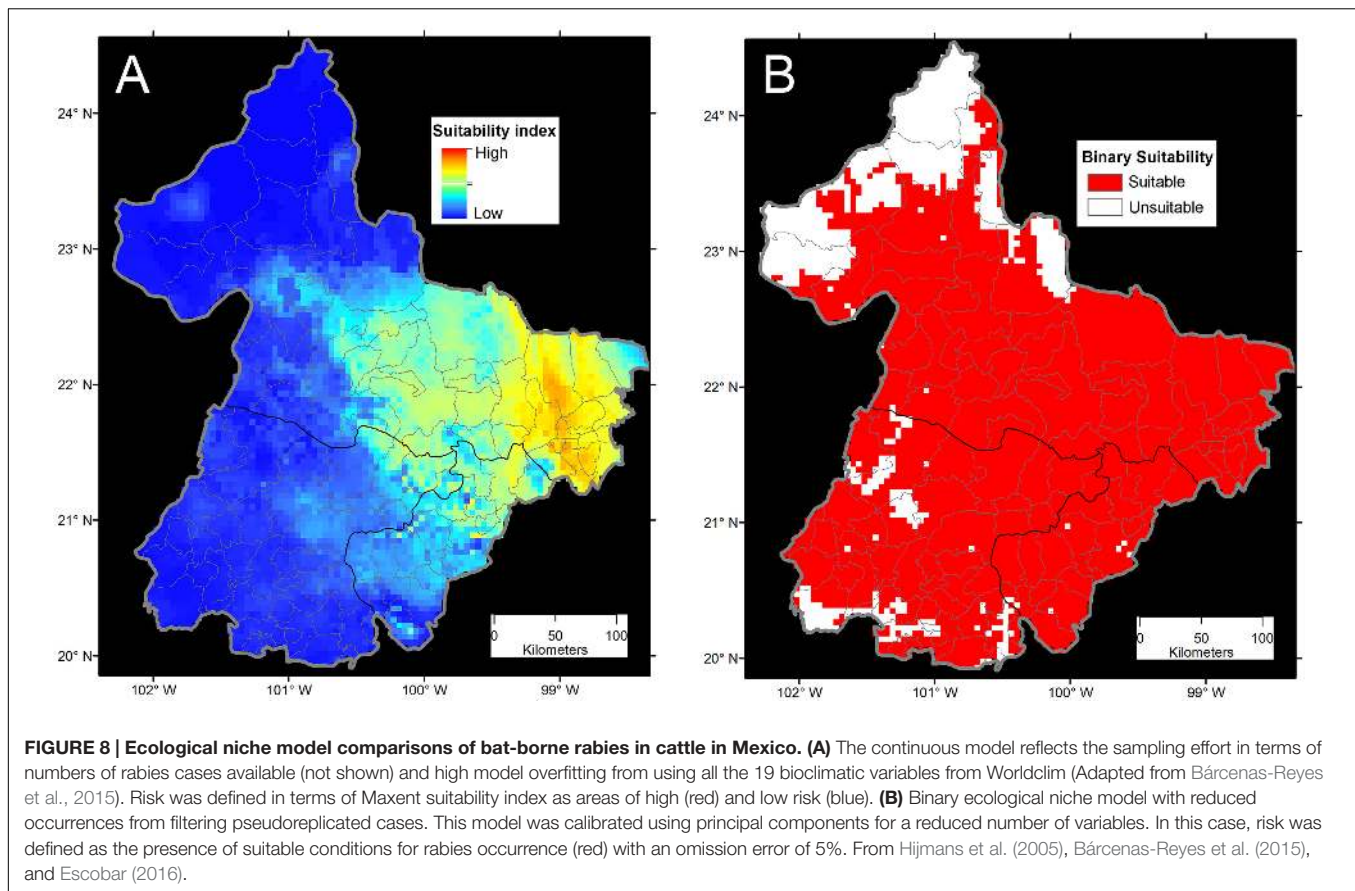 A
B
24° N
23° N
22° N
21° N
20° N
102° W
101° W
100° W
99° W
Suitability index
High
Low
0 50 100
Kilometers
24° N
23° N
22° N
21° N
20° N
102° W
101° W
100° W
99° W
Binary Suitability
Suitable
Unsuitable
0 50 100
Kilometers
FIGURE 8 | Ecological niche model comparisons of bat-borne rabies in cattle in Mexico. (A) The continuous model reflects the sampling effort in terms of
numbers of rabies cases available (not shown) and high model overfitting from using all the 19 bioclimatic variables from Worldclim (Adapted from Bárcenas-Reyes
et al., 2015). Risk was defined in terms of Maxent suitability index as areas of high (red) and low risk (blue). (B) Binary ecological niche model with reduced
occurrences from filtering pseudoreplicated cases. This model was calibrated using principal components for a reduced number of variables. In this case, risk was
defined as the presence of suitable conditions for rabies occurrence (red) with an omission error of 5%. From Hijmans et al. (2005), Bárcenas-Reyes et al. (2015),
and Escobar (2016).